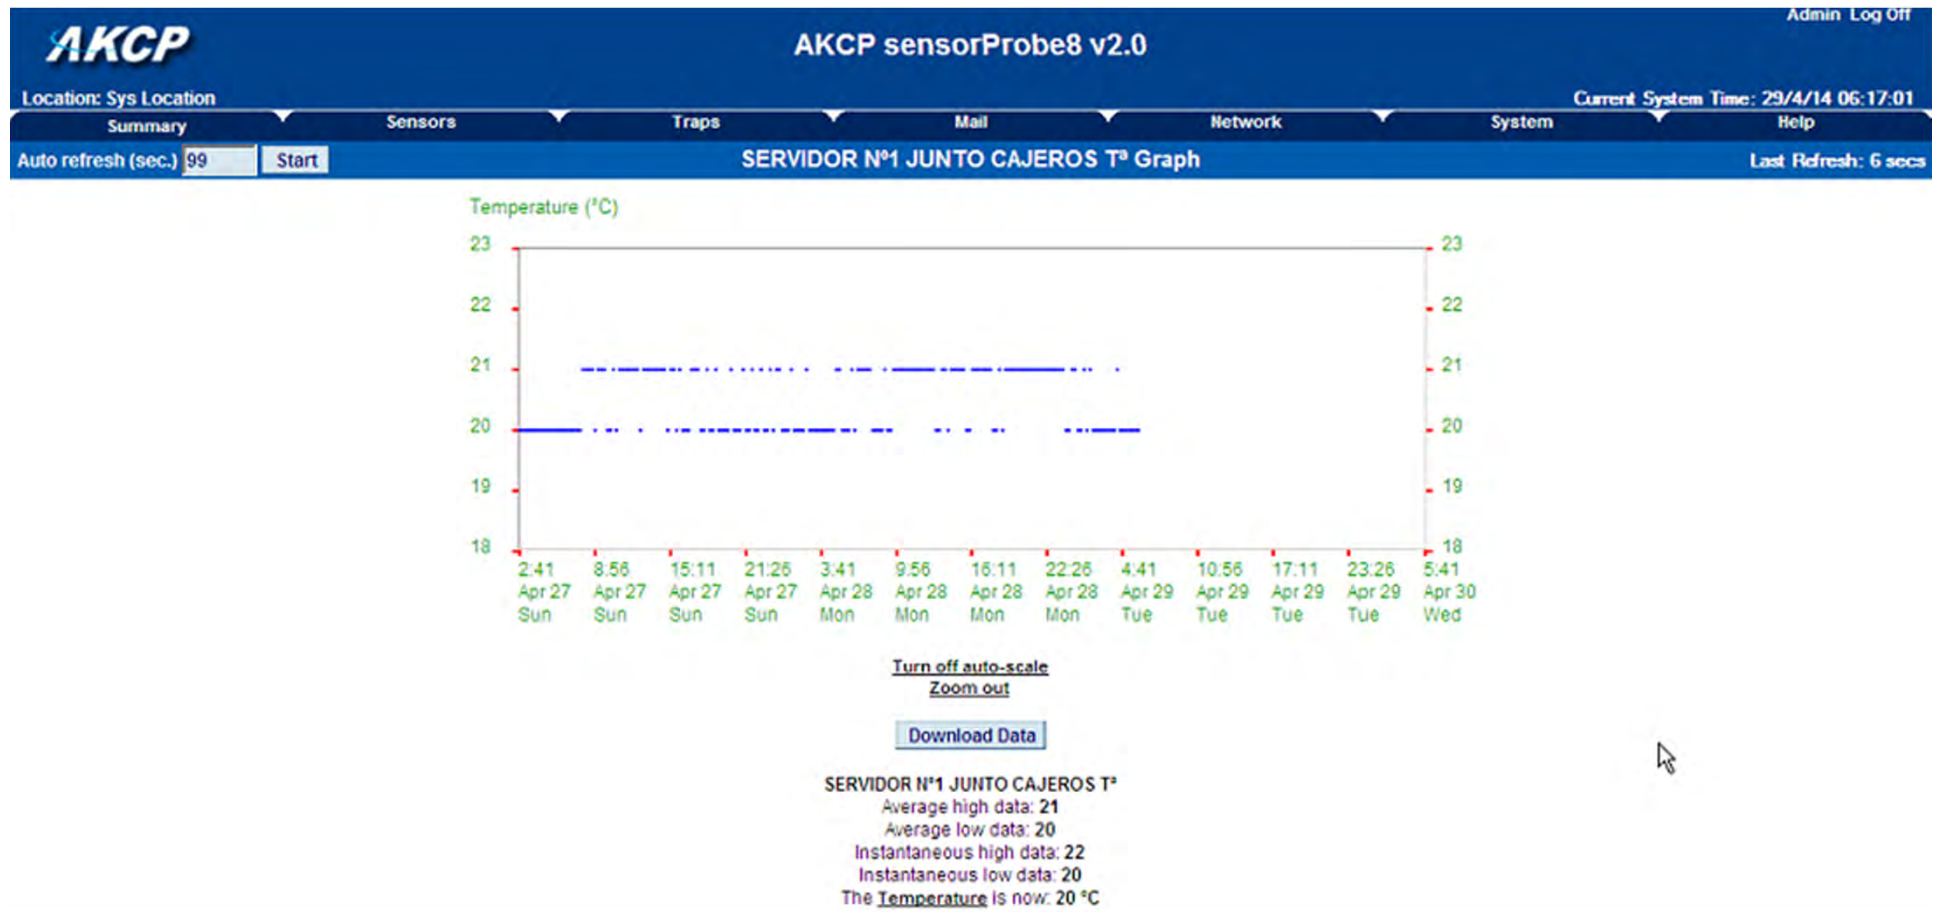 Admin Log Off
AKCP
AKCP sensorProbe8 v2.0
Location: Sys Location
Current System Time: 29/4/14 06:17:01
Summary Sensors Traps Mail Network System Help
Auto refresh (sec.) 99 Start
SERVIDOR Nº1 JUNTO CAJEROS Tª Graph
Last Refresh: 6 secs
Temperature (°C)
23 23
22 22
21 21
20 20
19 19
18 18
2:41 8:56 15:11 21:26 3:41 9:56 16:11 22:26 4:41 10:56 17:11 23:26 5:41
Apr 27 Apr 27 Apr 27 Apr 27 Apr 28 Apr 28 Apr 28 Apr 28 Apr 29 Apr 29 Apr 29 Apr 29 Apr 30
Sun Sun Sun Sun Mon Mon Mon Mon Tue Tue Tue Tue Wed
Turn off auto-scale
Zoom out
Download Data
SERVIDOR Nº1 JUNTO CAJEROS Tª
Average high data: 21
Average low data: 20
Instantaneous high data: 22
Instantaneous low data: 20
The Temperature is now: 20 °C